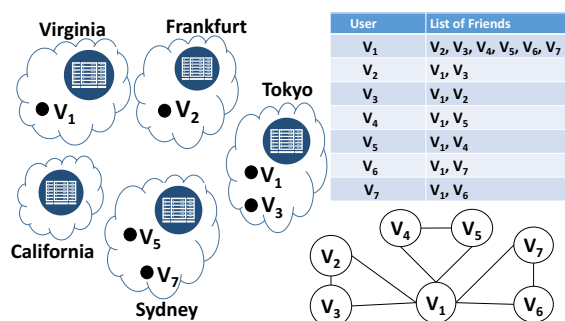 Virginia
V1
Frankfurt
V2
Tokyo
V1
V3
California
V5
V7
Sydney
User List of Friends
V1 V2, V3, V4, V5, V6, V7
V2 V1, V3
V3 V1, V2
V4 V1, V5
V5 V1, V4
V6 V1, V7
V7 V1, V6
V4 V5
V2 V7
V3 V1 V6